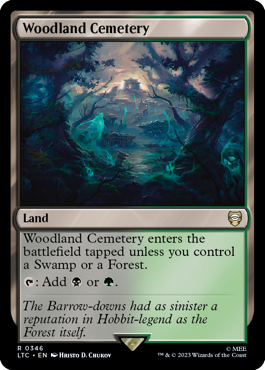 Woodland Cemetery
Land
Woodland Cemetery enters the
battlefield tapped unless you control
a Swamp or a Forest.
: Add or .
The Barrow-downs had as sinister a
reputation in Hobbit-legend as the
Forest itself.
R 0346
LTC • EN Hristo D. Chukov
© MEE
™ & © 2023 Wizards of the Coast